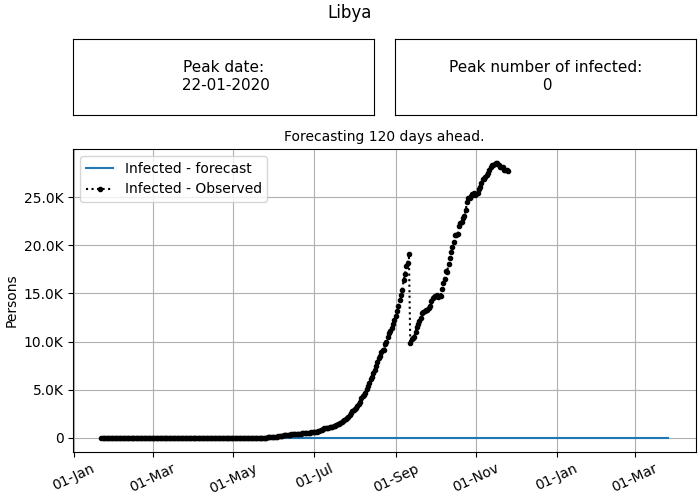 Libya
Peak date:
22-01-2020
Peak number of infected:
0
Forecasting 120 days ahead.
Infected - forecast
Infected - Observed
Persons
25.0K
20.0K
15.0K
10.0K
5.0K
0
01-Jan
01-Mar
01-May
01-Jul
01-Sep
01-Nov
01-Jan
01-Mar